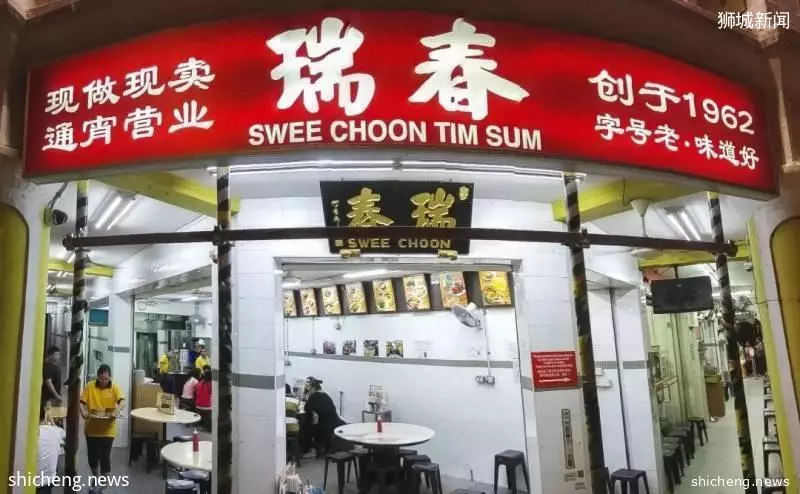 狮城新闻
现做现卖
通宵营业
瑞春
SWEE CHOON TIM SUM
创于1962
字号老·味道好
春瑞
SWEE CHOON
shicheng.news
shicheng.news